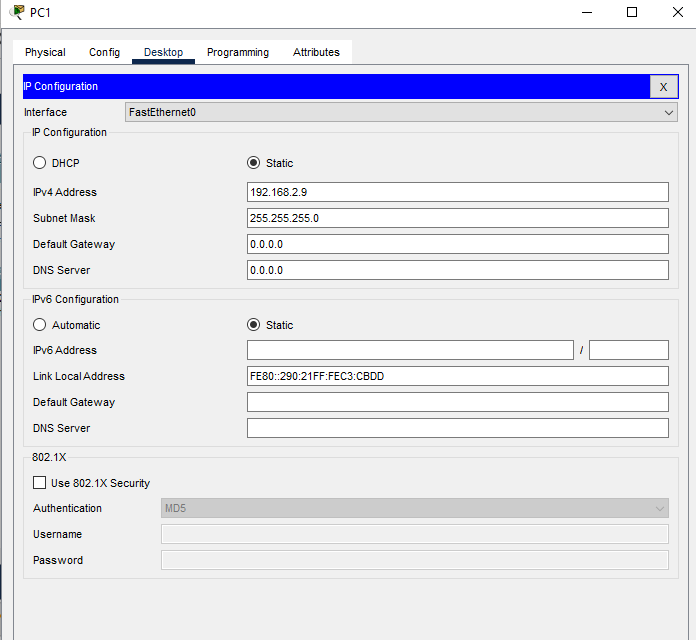 PC1
Physical Config Desktop Programming Attributes
IP Configuration X
Interface FastEthernet0
IP Configuration
DHCP Static
IPv4 Address 192.168.2.9
Subnet Mask 255.255.255.0
Default Gateway 0.0.0.0
DNS Server 0.0.0.0
IPv6 Configuration
Automatic Static
IPv6 Address /
Link Local Address FE80::290:21FF:FEC3:CBDD
Default Gateway
DNS Server
802.1X
Use 802.1X Security
Authentication MD5
Username
Password